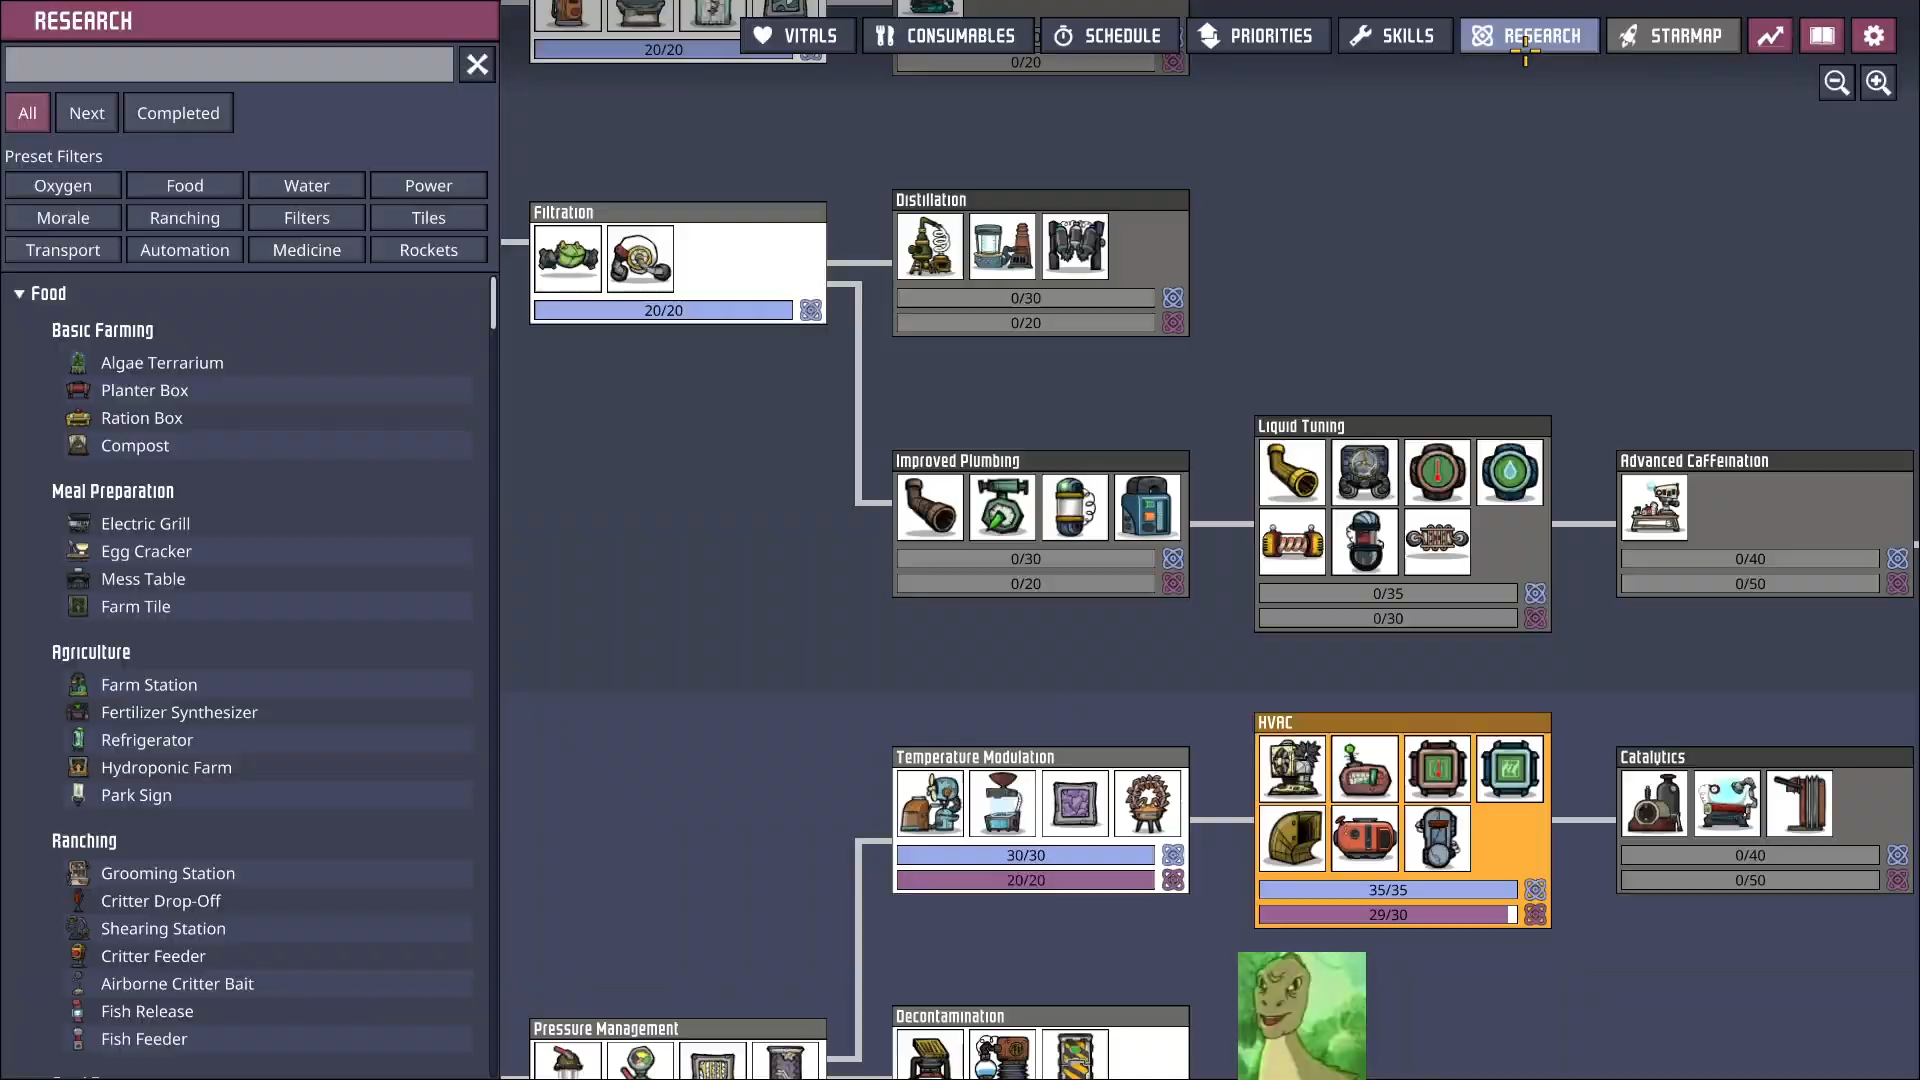 RESEARCH
VITALS
CONSUMABLES
SCHEDULE
PRIORITIES
SKILLS
RESEARCH
STARMAP
20/20
0/20
All
Next
Completed
Preset Filters
Oxygen
Food
Water
Power
Morale
Ranching
Filters
Tiles
Transport
Automation
Medicine
Rockets
Food
Basic Farming
Algae Terrarium
Planter Box
Ration Box
Compost
Meal Preparation
Electric Grill
Egg Cracker
Mess Table
Farm Tile
Agriculture
Farm Station
Fertilizer Synthesizer
Refrigerator
Hydroponic Farm
Park Sign
Ranching
Grooming Station
Critter Drop-Off
Shearing Station
Critter Feeder
Airborne Critter Bait
Fish Release
Fish Feeder
Filtration
20/20
Distillation
0/30
0/20
Improved Plumbing
0/30
0/20
Liquid Tuning
0/35
0/30
Advanced Caffeination
0/40
0/50
Temperature Modulation
30/30
20/20
HVAC
35/35
29/30
Catalytics
0/40
0/50
Pressure Management
Decontamination